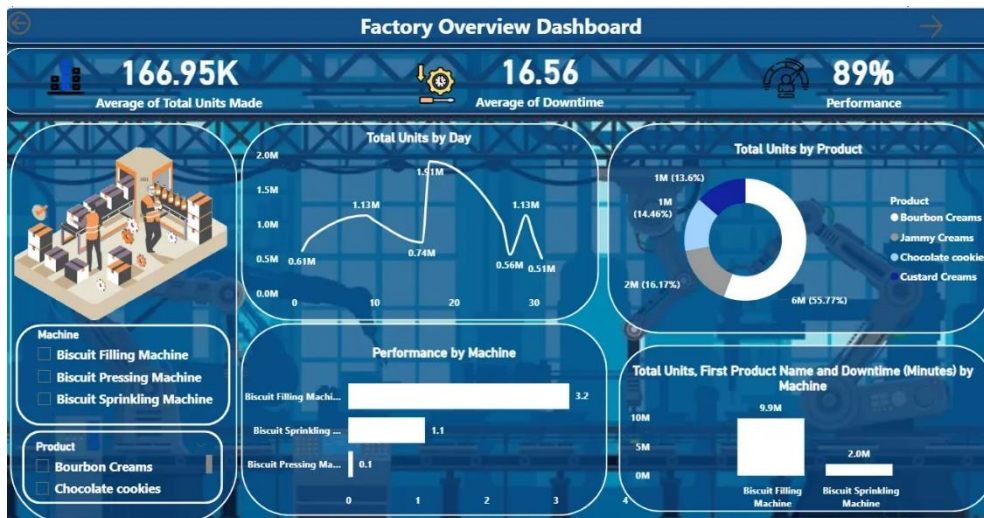 Factory Overview Dashboard
166.95K
Average of Total Units Made
16.56
Average of Downtime
89%
Performance
Total Units by Day
2.0M
1.5M
1.0M
0.5M
0.0M
0.61M
1.13M
0.74M
1.91M
0.56M
1.13M
0.51M
0 10 20 30
Total Units by Product
1M (13.6%)
1M
(14.46%)
2M (16.17%)
6M (55.77%)
Product
Bourbon Creams
Jammy Creams
Chocolate cookie
Custard Creams
Machine
Biscuit Filling Machine
Biscuit Pressing Machine
Biscuit Sprinkling Machine
Product
Bourbon Creams
Chocolate cookies
Performance by Machine
Biscuit Filling Machi... 3.2
Biscuit Sprinkling ... 1.1
Biscuit Pressing Ma... 0.1
0 1 2 3 4
Total Units, First Product Name and Downtime (Minutes) by
Machine
10M
5M
0M
9.9M
2.0M
Biscuit Filling
Machine
Biscuit Sprinkling
Machine